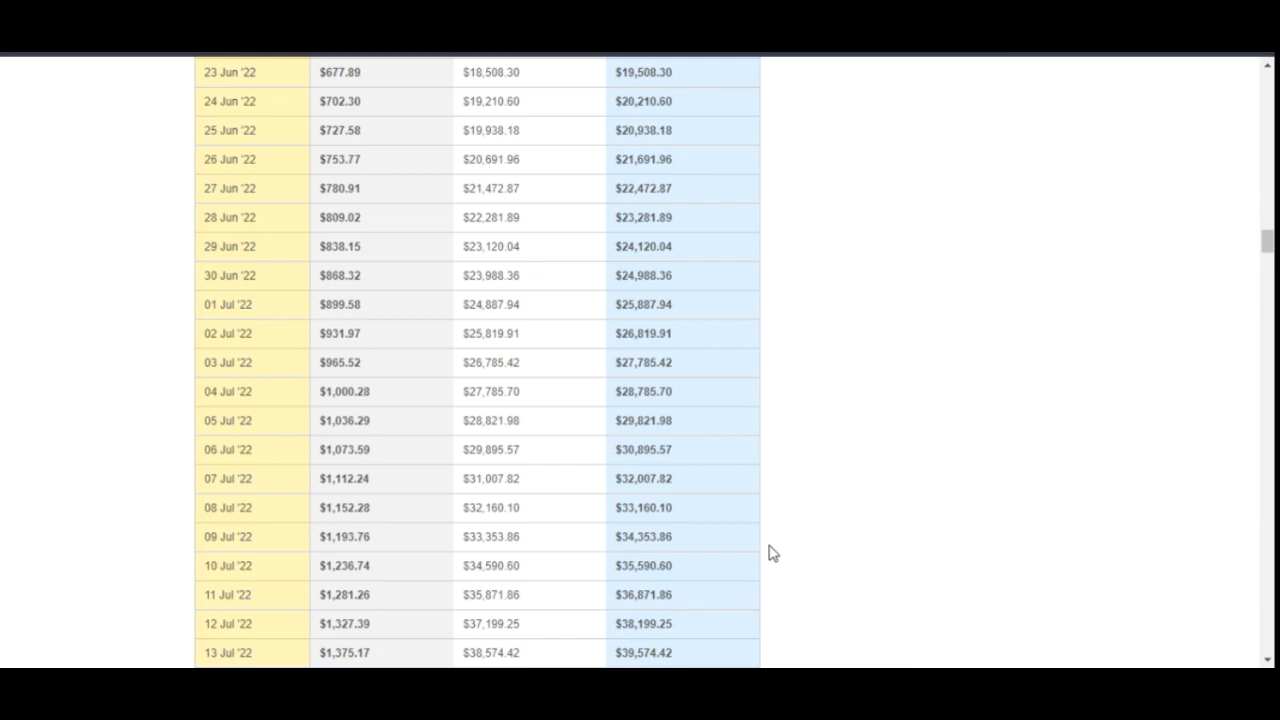 23 Jun '22 $677.89 $18,508.30 $19,508.30
24 Jun '22 $702.30 $19,210.60 $20,210.60
25 Jun '22 $727.58 $19,938.18 $20,938.18
26 Jun '22 $753.77 $20,691.96 $21,691.96
27 Jun '22 $780.91 $21,472.87 $22,472.87
28 Jun '22 $809.02 $22,281.89 $23,281.89
29 Jun '22 $838.15 $23,120.04 $24,120.04
30 Jun '22 $868.32 $23,988.36 $24,988.36
01 Jul '22 $899.58 $24,887.94 $25,887.94
02 Jul '22 $931.97 $25,819.91 $26,819.91
03 Jul '22 $965.52 $26,785.42 $27,785.42
04 Jul '22 $1,000.28 $27,785.70 $28,785.70
05 Jul '22 $1,036.29 $28,821.98 $29,821.98
06 Jul '22 $1,073.59 $29,895.57 $30,895.57
07 Jul '22 $1,112.24 $31,007.82 $32,007.82
08 Jul '22 $1,152.28 $32,160.10 $33,160.10
09 Jul '22 $1,193.76 $33,353.86 $34,353.86
10 Jul '22 $1,236.74 $34,590.60 $35,590.60
11 Jul '22 $1,281.26 $35,871.86 $36,871.86
12 Jul '22 $1,327.39 $37,199.25 $38,199.25
13 Jul '22 $1,375.17 $38,574.42 $39,574.42